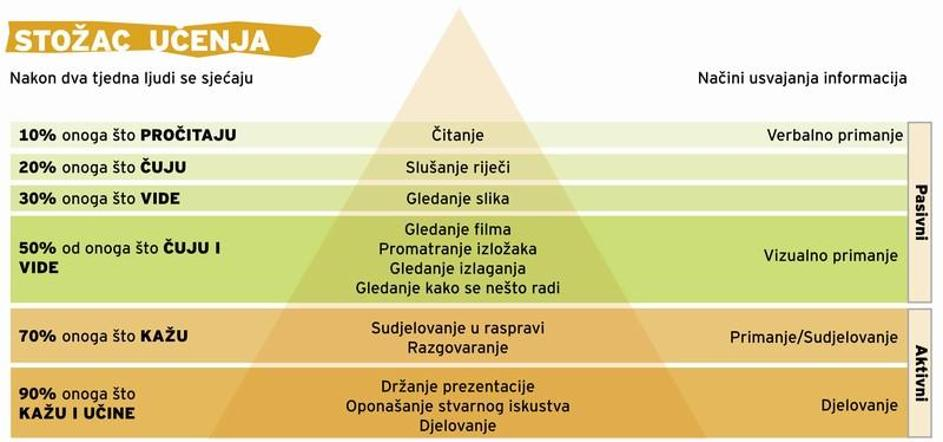 STOŽAC UČENJA
Nakon dva tjedna ljudi se sjećaju
Načini usvajanja informacija
10% onoga što PROČITAJU
Čitanje
Verbalno primanje
20% onoga što ČUJU
Slušanje riječi
30% onoga što VIDE
Gledanje slika
50% od onoga što ČUJU I
VIDE
Gledanje filma
Promatranje izložaka
Gledanje izlaganja
Gledanje kako se nešto radi
Vizualno primanje
Pasivni
70% onoga što KAŽU
Sudjelovanje u raspravi
Razgovaranje
Primanje/Sudjelovanje
90% onoga što
KAŽU I UČINE
Držanje prezentacije
Oponašanje stvarnog iskustva
Djelovanje
Djelovanje
Aktivni